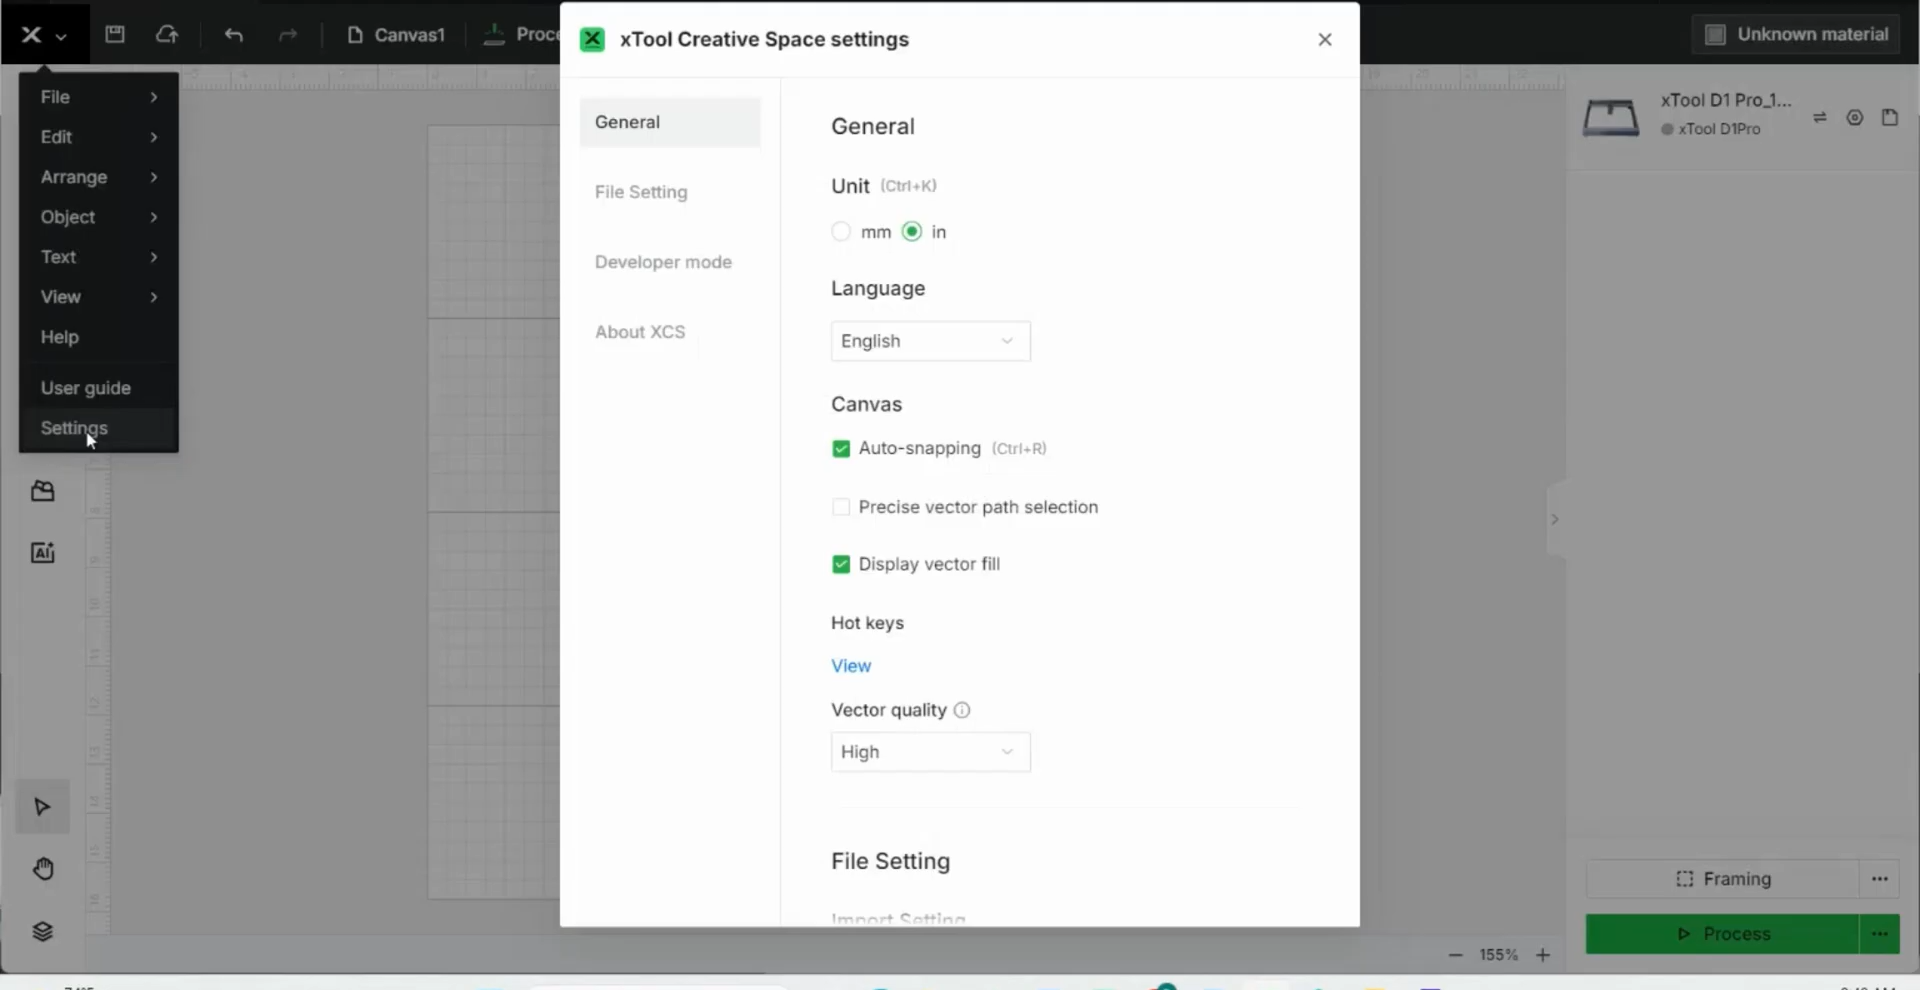 Canvas1
Proce
Unknown material
File
Edit
Arrange
Object
Text
View
Help
User guide
Settings
xTool Creative Space settings
General
File Setting
Developer mode
About XCS
General
Unit (Ctrl+K)
mm in
Language
English
Canvas
Auto-snapping (Ctrl+R)
Precise vector path selection
Display vector fill
Hot keys
View
Vector quality
High
File Setting
Import Setting
xTool D1 Pro_1...
xTool D1Pro
Framing
Process
155%